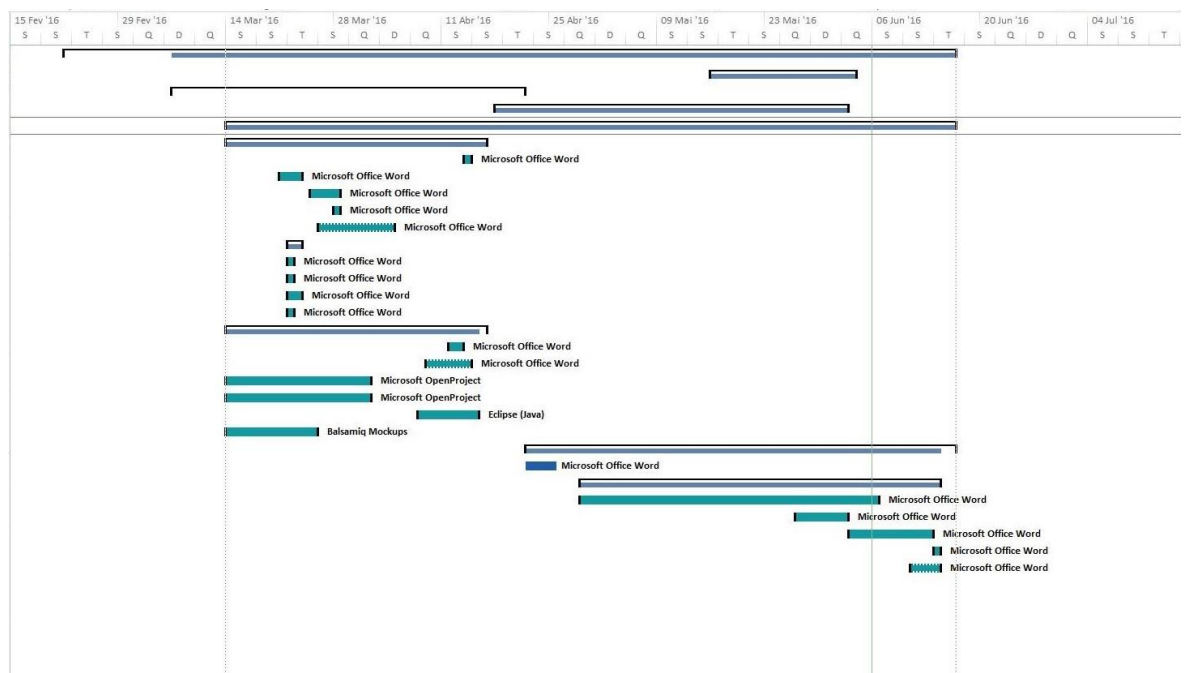 15 Fev '16 29 Fev '16 14 Mar '16 28 Mar '16 11 Abr '16 25 Abr '16 09 Mai '16 23 Mai '16 06 Jun '16 20 Jun '16 04 Jul '16
S S T S Q D Q S S T S Q D Q S S T S Q D Q S S T S Q D Q S S T S Q D Q S S T
Microsoft Office Word
Microsoft Office Word
Microsoft Office Word
Microsoft Office Word
Microsoft Office Word
Microsoft Office Word
Microsoft Office Word
Microsoft Office Word
Microsoft Office Word
Microsoft Office Word
Microsoft Office Word
Microsoft OpenProject
Microsoft OpenProject
Eclipse (Java)
Balsamiq Mockups
Microsoft Office Word
Microsoft Office Word
Microsoft Office Word
Microsoft Office Word
Microsoft Office Word
Microsoft Office Word